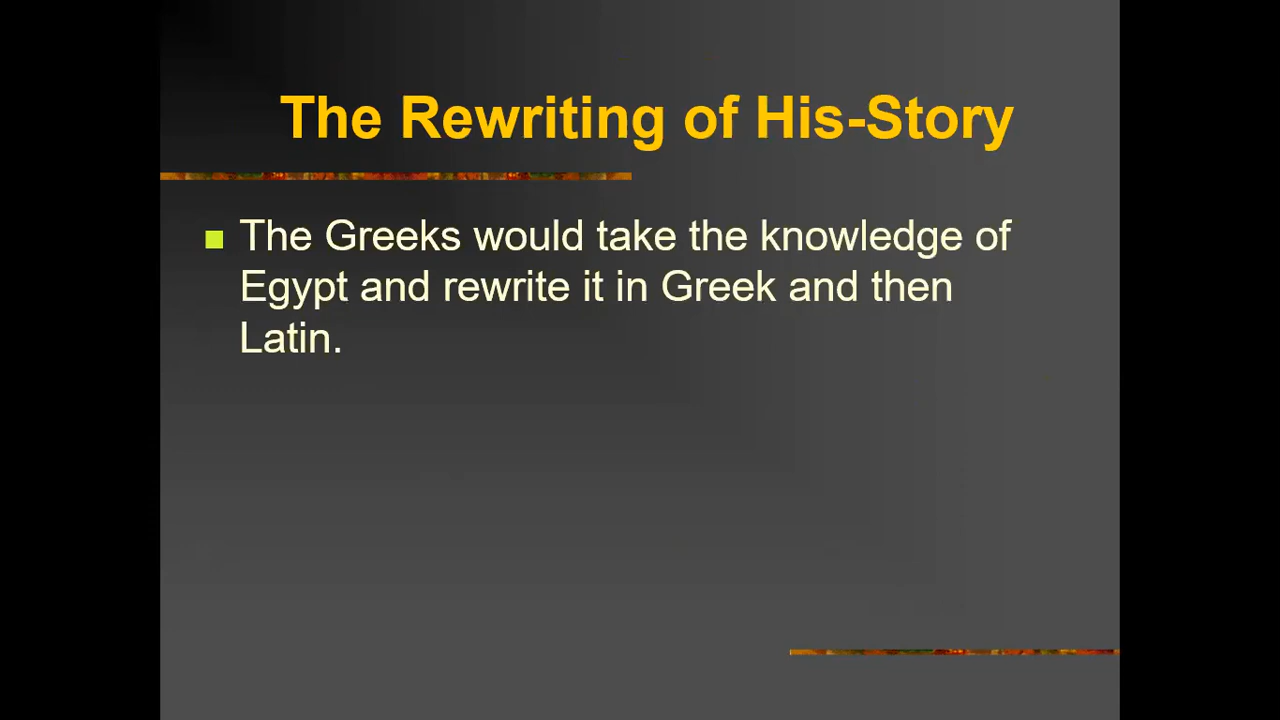 The Rewriting of His-Story
The Greeks would take the knowledge of
Egypt and rewrite it in Greek and then
Latin.